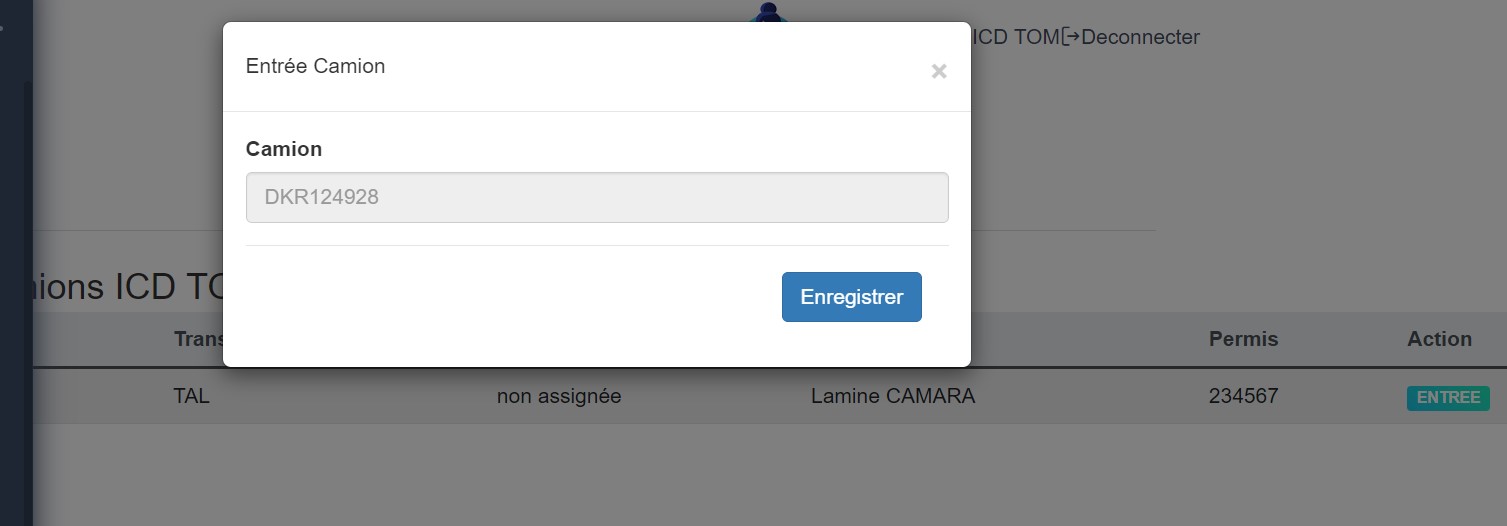 ICD TOM Deconnecter
Entrée Camion
×
Camion
DKR124928
Enregistrer
ions ICD TO
Trans Permis Action
TAL non assignée Lamine CAMARA 234567 ENTREE